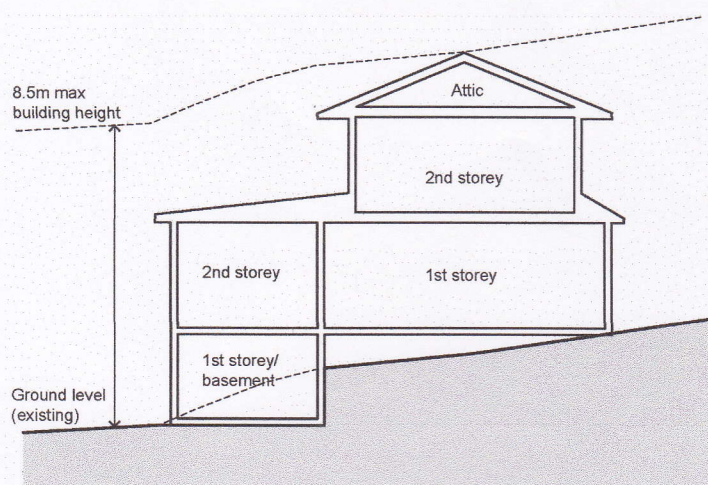 8.5m max
building height
Attic
2nd storey
2nd storey
1st storey
1st storey/
basement
Ground level
(existing)